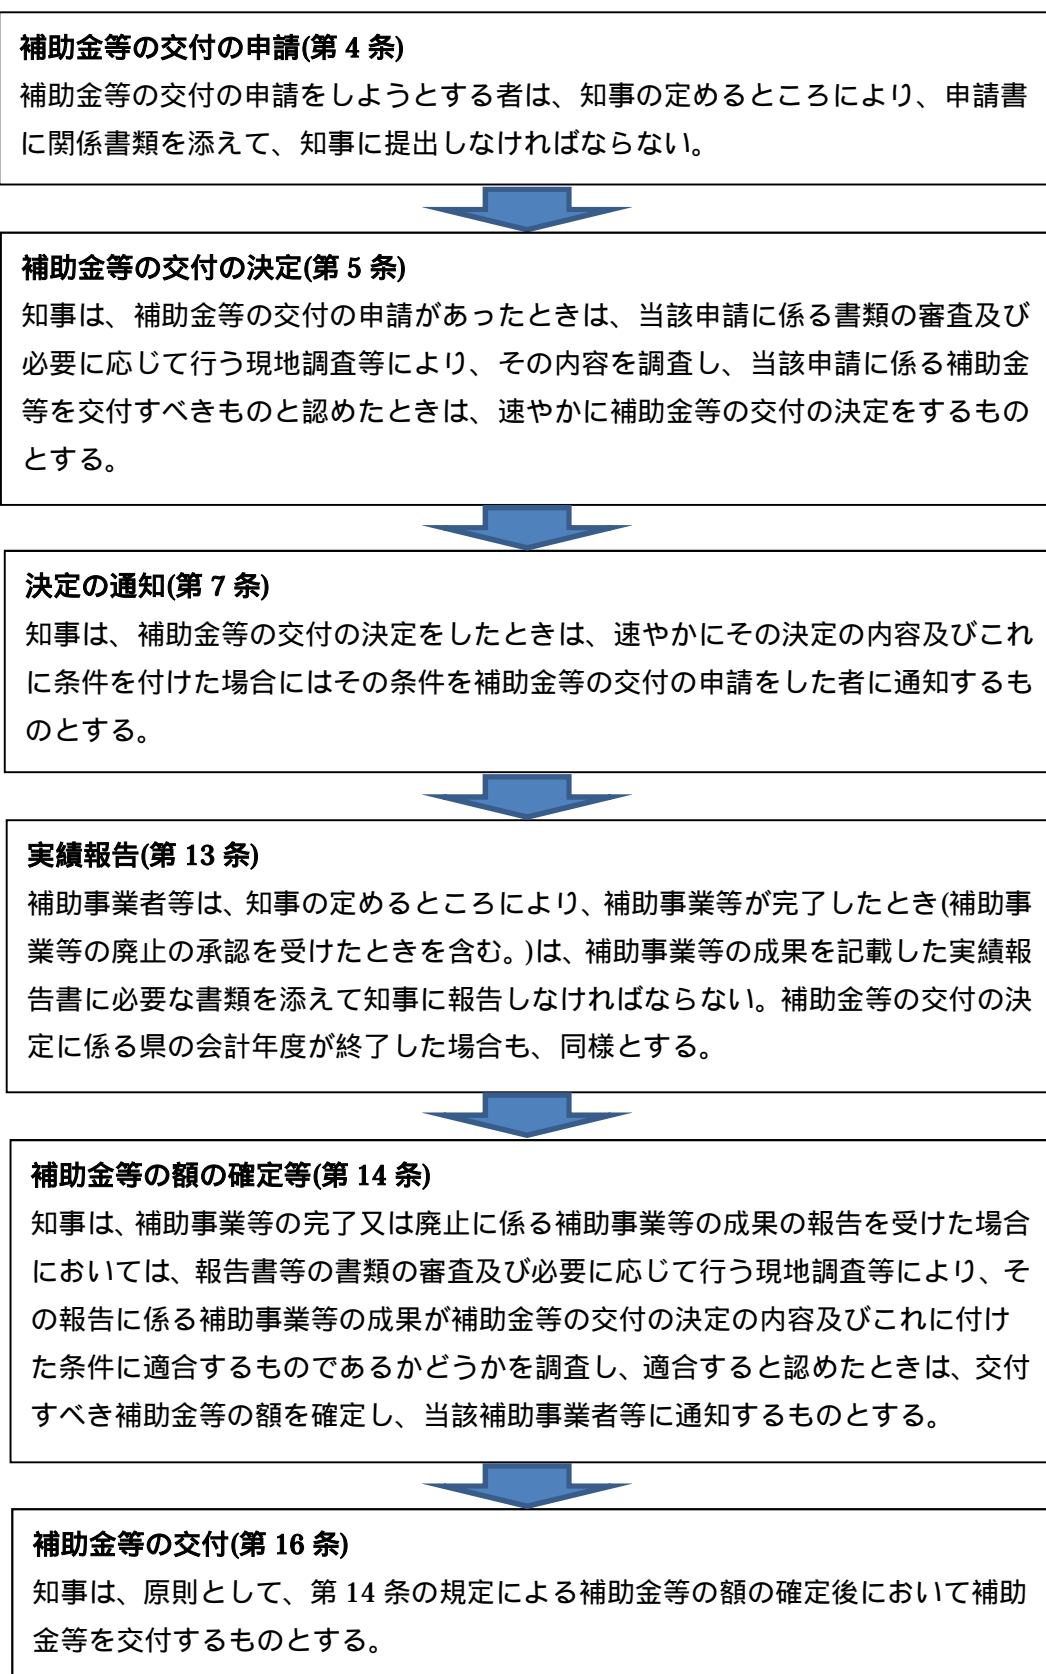 補助金等の交付の申請(第 4 条)
補助金等の交付の申請をしようとする者は、知事の定めるところにより、申請書
に関係書類を添えて、知事に提出しなければならない。
補助金等の交付の決定(第 5 条)
知事は、補助金等の交付の申請があったときは、当該申請に係る書類の審査及び
必要に応じて行う現地調査等により、その内容を調査し、当該申請に係る補助金
等を交付すべきものと認めたときは、速やかに補助金等の交付の決定をするもの
とする。
決定の通知(第 7 条)
知事は、補助金等の交付の決定をしたときは、速やかにその決定の内容及びこれ
に条件を付けた場合にはその条件を補助金等の交付の申請をした者に通知するも
のとする。
実績報告(第 13 条)
補助事業者等は、知事の定めるところにより、補助事業等が完了したとき(補助事
業等の廃止の承認を受けたときを含む。)は、補助事業等の成果を記載した実績報
告書に必要な書類を添えて知事に報告しなければならない。補助金等の交付の決
定に係る県の会計年度が終了した場合も、同様とする。
補助金等の額の確定等(第 14 条)
知事は、補助事業等の完了又は廃止に係る補助事業等の成果の報告を受けた場合
においては、報告書等の書類の審査及び必要に応じて行う現地調査等により、そ
の報告に係る補助事業等の成果が補助金等の交付の決定の内容及びこれに付け
た条件に適合するものであるかどうかを調査し、適合すると認めたときは、交付
すべき補助金等の額を確定し、当該補助事業者等に通知するものとする。
補助金等の交付(第 16 条)
知事は、原則として、第 14 条の規定による補助金等の額の確定後において補助
金等を交付するものとする。